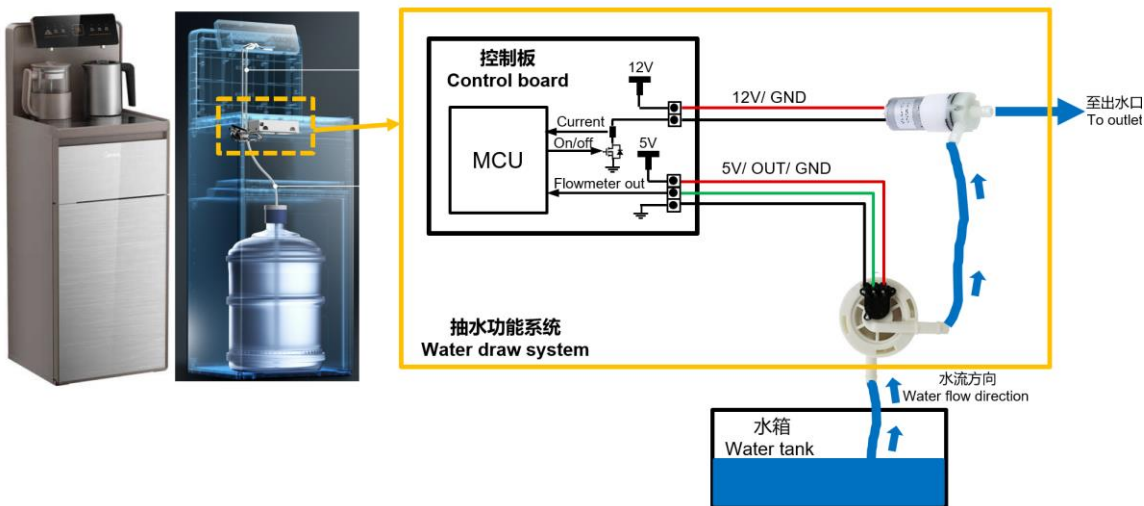 控制板
Control board
12V
12V/ GND
至出水口
To outlet
Current
MCU
On/off
5V
5V/ OUT/ GND
Flowmeter out
抽水功能系统
Water draw system
水流方向
Water flow direction
水箱
Water tank